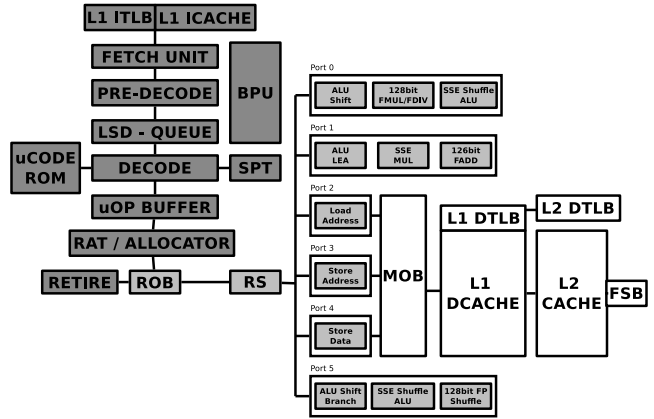 L1 ITLB
L1 ICACHE
FETCH UNIT
PRE-DECODE
BPU
LSD - QUEUE
uCODE
ROM
DECODE
SPT
uOP BUFFER
RAT / ALLOCATOR
RETIRE
ROB
RS
Port 0
ALU
Shift
128bit
FMUL/FDIV
SSE Shuffle
ALU
Port 1
ALU
LEA
SSE
MUL
126bit
FADD
Port 2
Load
Address
Port 3
Store
Address
Port 4
Store
Data
MOB
L1 DTLB
L1
DCACHE
L2 DTLB
L2
CACHE
FSB
Port 5
ALU Shift
Branch
SSE Shuffle
ALU
128bit FP
Shuffle